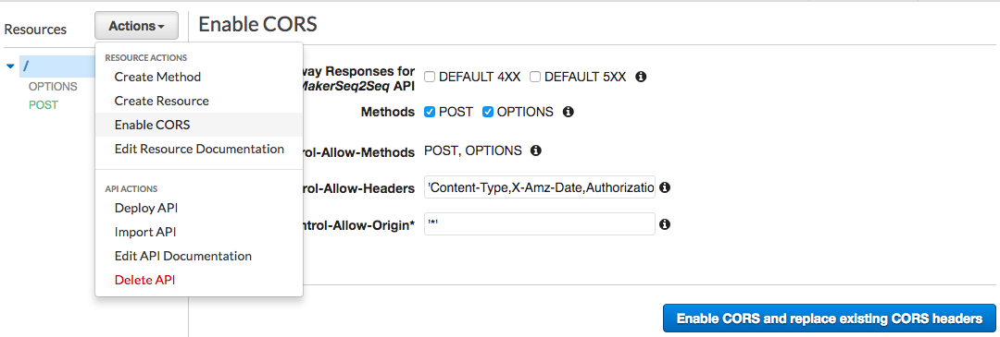 Resources
Actions
Enable CORS
/
OPTIONS
POST
RESOURCE ACTIONS
Create Method
Create Resource
Enable CORS
Edit Resource Documentation
API ACTIONS
Deploy API
Import API
Edit API Documentation
Delete API
way Responses for
MakerSeq2Seq API
DEFAULT 4XX DEFAULT 5XX
Methods
POST OPTIONS
rol-Allow-Methods
POST, OPTIONS
rol-Allow-Headers
'Content-Type,X-Amz-Date,Authorizatio
ntrol-Allow-Origin*
'*'
Enable CORS and replace existing CORS headers